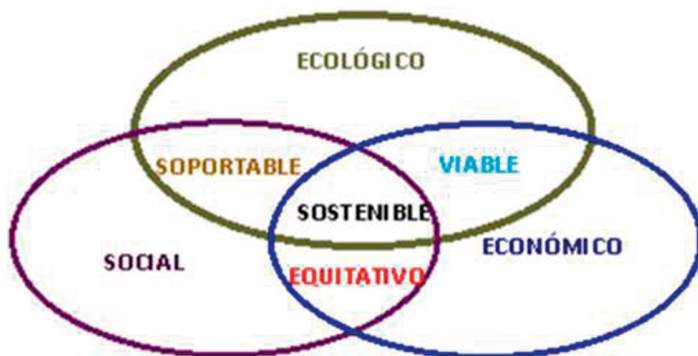 ECOLÓGICO
SOPORTABLE
VIABLE
SOSTENIBLE
SOCIAL
ECONÓMICO
EQUITATIVO